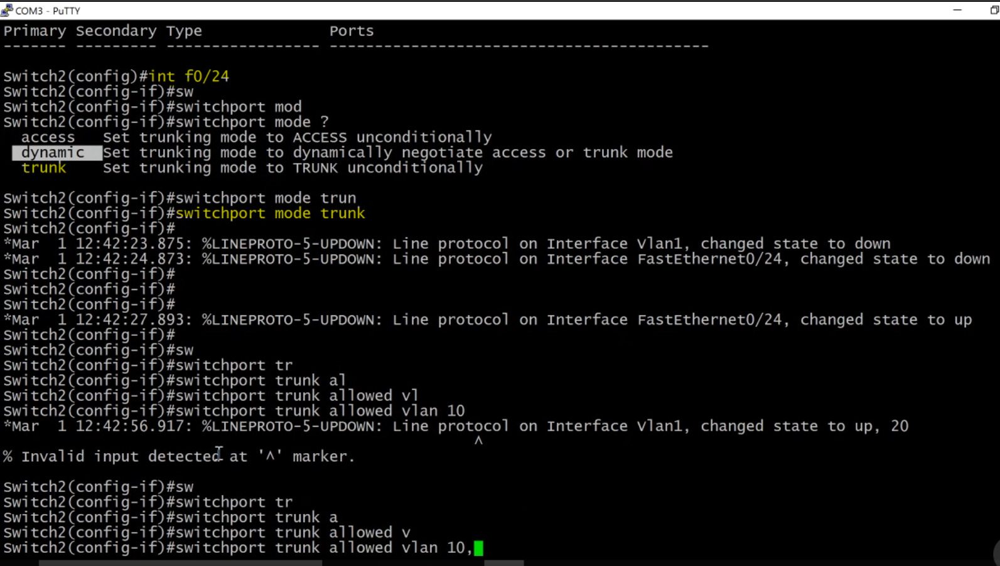 COM3 - PuTTY
Primary Secondary Type              Ports
------- --------- ----------------- ------------------------------------------

Switch2(config)#int f0/24
Switch2(config-if)#sw
Switch2(config-if)#switchport mod
Switch2(config-if)#switchport mode ?
  access   Set trunking mode to ACCESS unconditionally
  dynamic  Set trunking mode to dynamically negotiate access or trunk mode
  trunk    Set trunking mode to TRUNK unconditionally

Switch2(config-if)#switchport mode trun
Switch2(config-if)#switchport mode trunk
Switch2(config-if)#
*Mar  1 12:42:23.875: %LINEPROTO-5-UPDOWN: Line protocol on Interface Vlan1, changed state to down
*Mar  1 12:42:24.873: %LINEPROTO-5-UPDOWN: Line protocol on Interface FastEthernet0/24, changed state to down
Switch2(config-if)#
Switch2(config-if)#
Switch2(config-if)#
*Mar  1 12:42:27.893: %LINEPROTO-5-UPDOWN: Line protocol on Interface FastEthernet0/24, changed state to up
Switch2(config-if)#
Switch2(config-if)#sw
Switch2(config-if)#switchport tr
Switch2(config-if)#switchport trunk al
Switch2(config-if)#switchport trunk allowed vl
Switch2(config-if)#switchport trunk allowed vlan 10
*Mar  1 12:42:56.917: %LINEPROTO-5-UPDOWN: Line protocol on Interface Vlan1, changed state to up, 20
                                                    ^
% Invalid input detected at '^' marker.

Switch2(config-if)#sw
Switch2(config-if)#switchport tr
Switch2(config-if)#switchport trunk a
Switch2(config-if)#switchport trunk allowed v
Switch2(config-if)#switchport trunk allowed vlan 10,